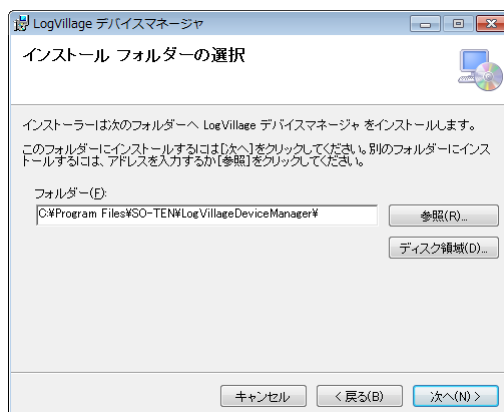 LogVillage デバイスマネージャ
インストール フォルダーの選択
インストーラーは次のフォルダーへ LogVillage デバイスマネージャ をインストールします。
このフォルダーにインストールするには[次へ]をクリックしてください。別のフォルダーにインス
トールするには、アドレスを入力するか[参照]をクリックしてください。
フォルダー(F):
C:¥Program Files¥SO-TEN¥LogVillageDeviceManager¥
参照(R)...
ディスク領域(D)...
キャンセル
< 戻る(B)
次へ(N) >